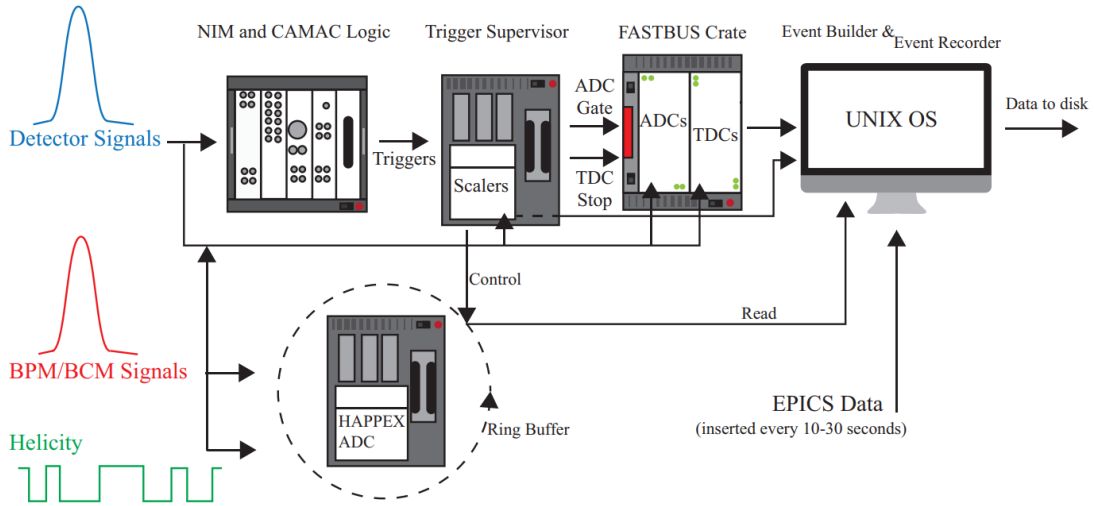 NIM and CAMAC Logic
Trigger Supervisor
FASTBUS Crate
Event Builder &
Event Recorder
Detector Signals
Triggers
Scalers
ADC
Gate
TDC
Stop
ADCs
TDCs
UNIX OS
Data to disk
Control
Read
BPM/BCM Signals
HAPPEX
ADC
Ring Buffer
EPICS Data
(inserted every 10-30 seconds)
Helicity